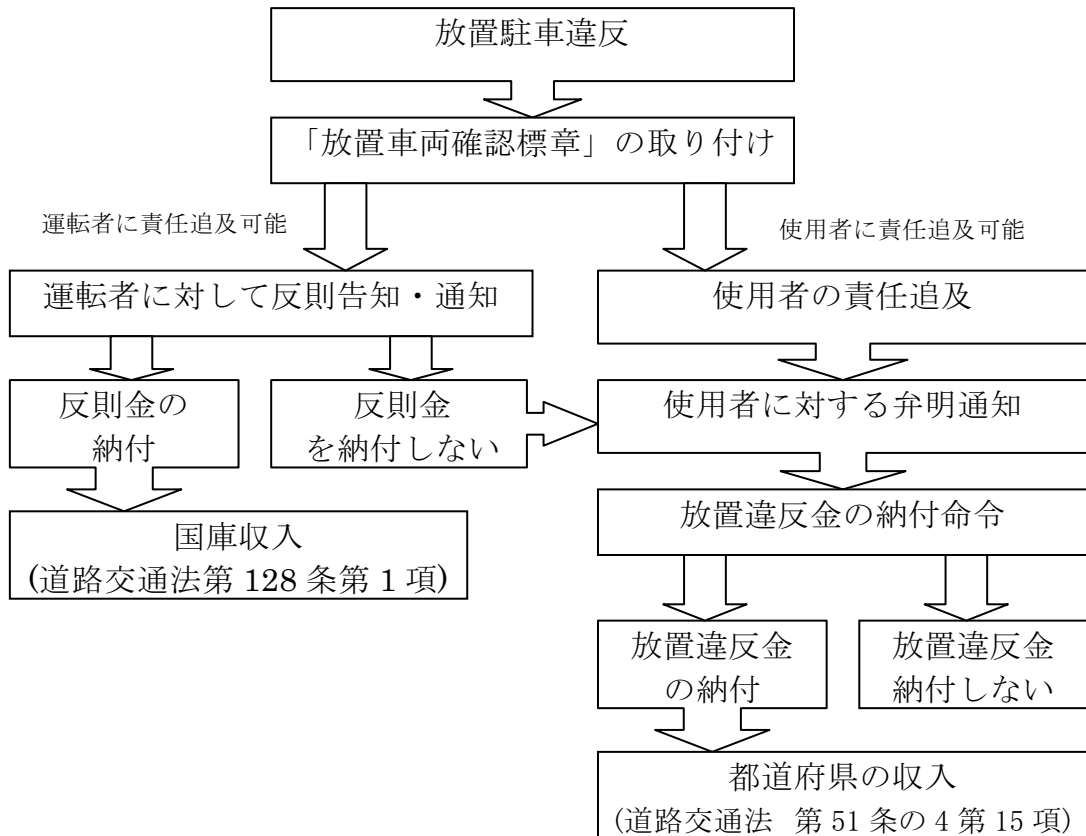 放置駐車違反
「放置車両確認標章」の取り付け
運転者に責任追及可能
使用者に責任追及可能
運転者に対して反則告知・通知
使用者の責任追及
反則金の
納付
反則金
を納付しない
使用者に対する弁明通知
放置違反金の納付命令
国庫収入
(道路交通法第 128 条第 1 項)
放置違反金
の納付
放置違反金
納付しない
都道府県の収入
(道路交通法 第 51 条の 4 第 15 項)